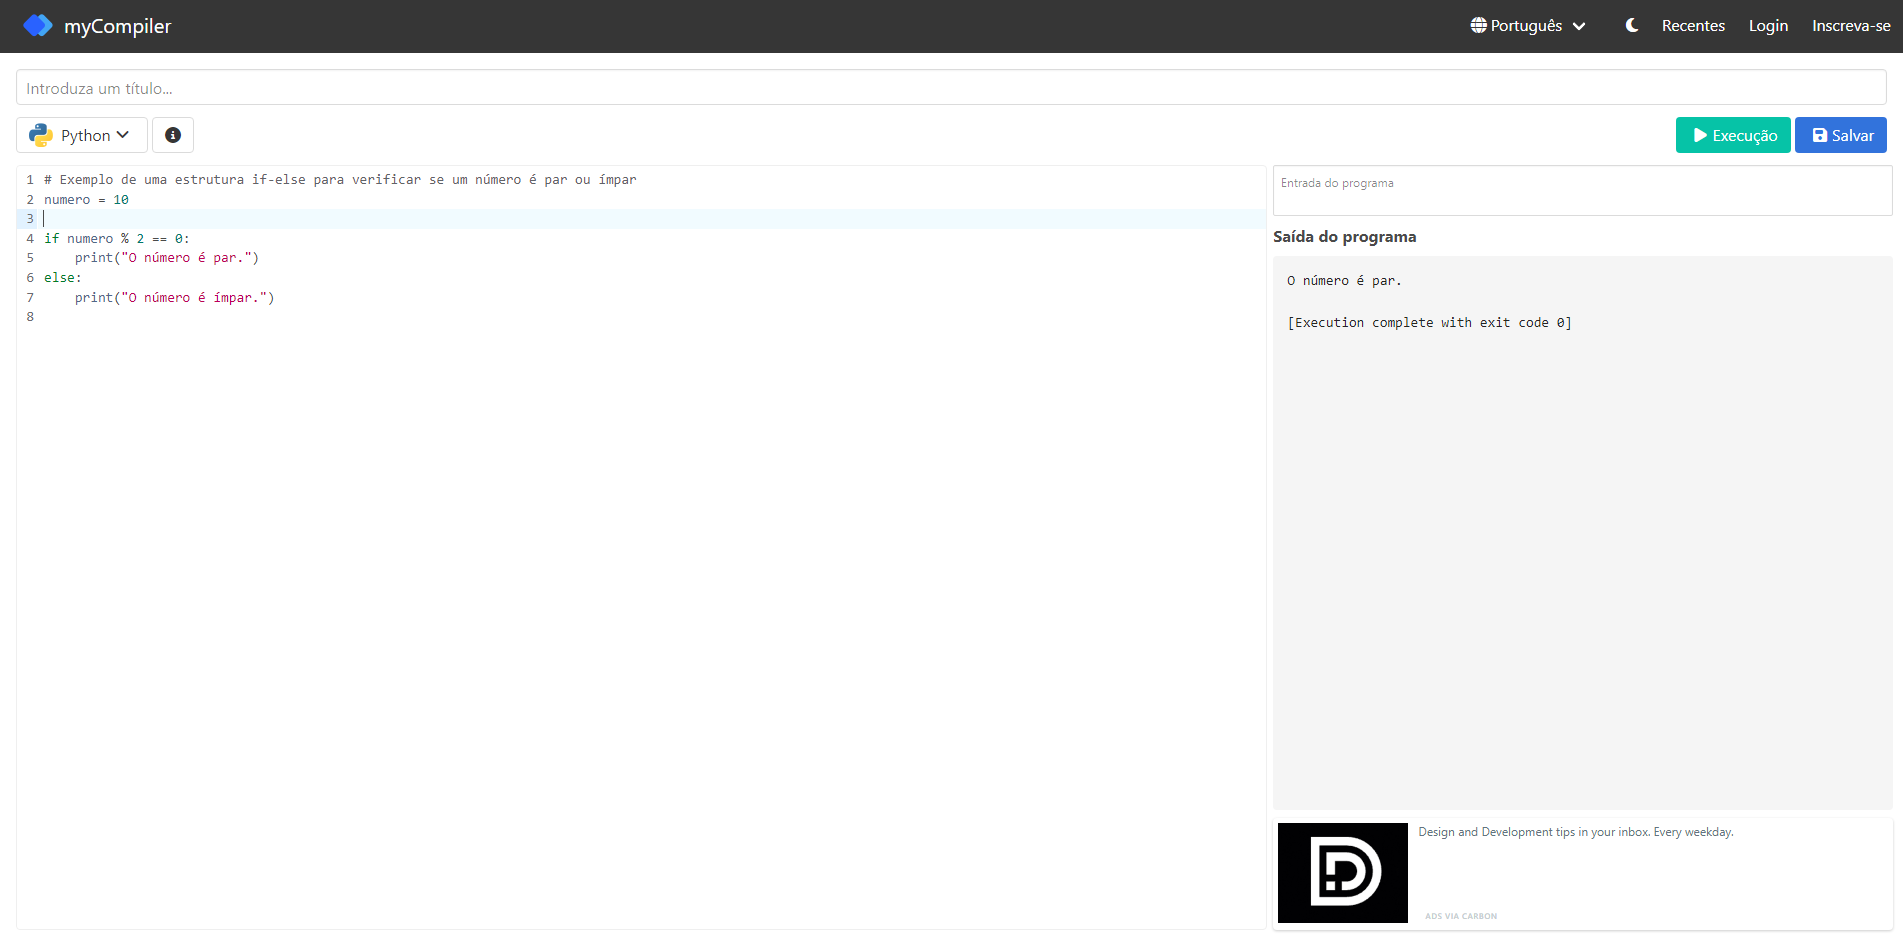 myCompiler
Português
Recentes
Login
Inscreva-se
Introduza um título...
Python
Execução
Salvar
1 # Exemplo de uma estrutura if-else para verificar se um número é par ou ímpar
2 numero = 10
3
4 if numero % 2 == 0:
5     print("O número é par.")
6 else:
7     print("O número é ímpar.")
8
Entrada do programa
Saída do programa
O número é par.
[Execution complete with exit code 0]
Design and Development tips in your inbox. Every weekday.
ADS VIA CARBON